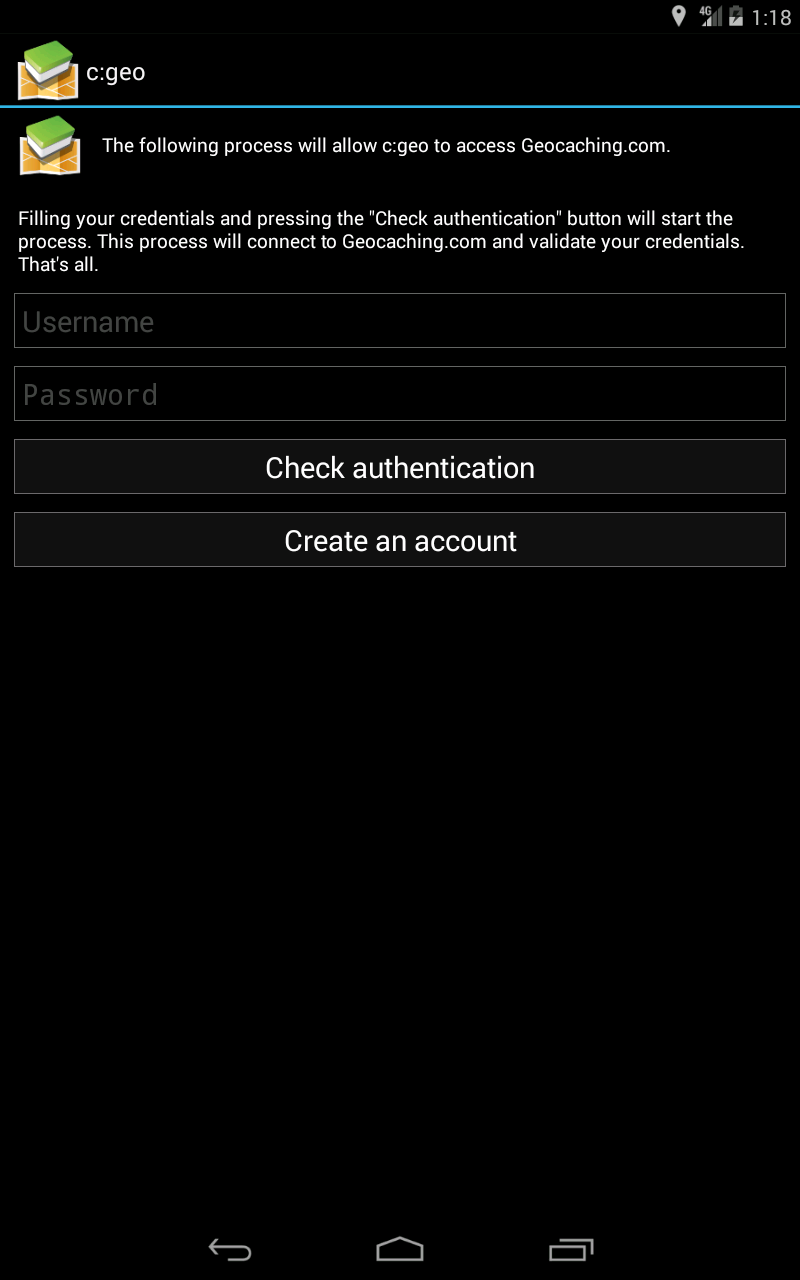 4G 1:18
c:geo
The following process will allow c:geo to access Geocaching.com.
Filling your credentials and pressing the "Check authentication" button will start the
process. This process will connect to Geocaching.com and validate your credentials.
That's all.
Username
Password
Check authentication
Create an account